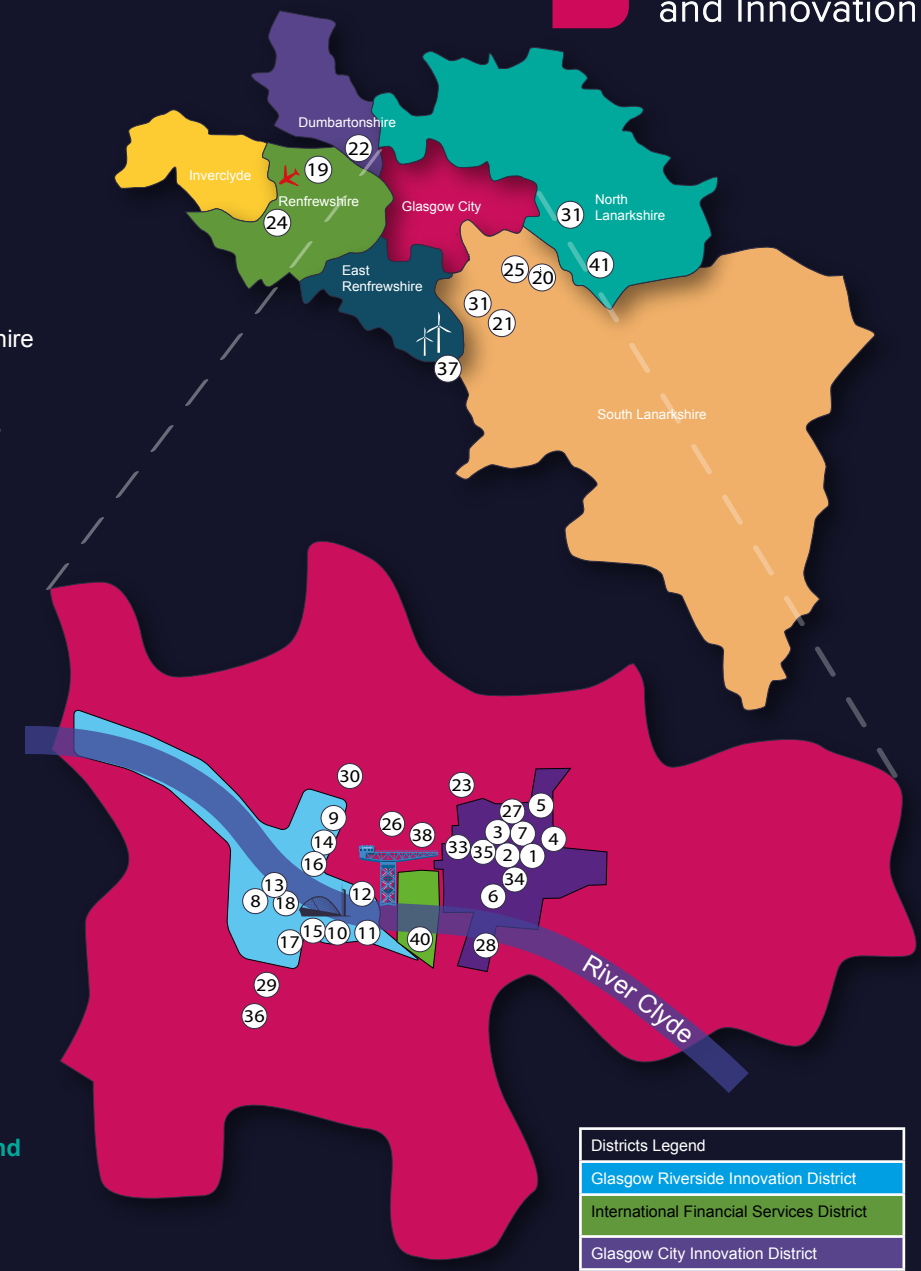 and Innovation
Dumbartonshire
22
19
Inverclyde
Renfrewshire
24
Glasgow City
North
Lanarkshire
31
41
East
Renfrewshire
25
20
31
21
37
hire
South Lanarkshire
30
23
9
26
38
27
5
3
7
4
14
33
35
2
1
16
34
13
8
18
12
6
15
10
11
17
40
28
29
36
River Clyde
nd
Districts Legend
Glasgow Riverside Innovation District
International Financial Services District
Glasgow City Innovation District